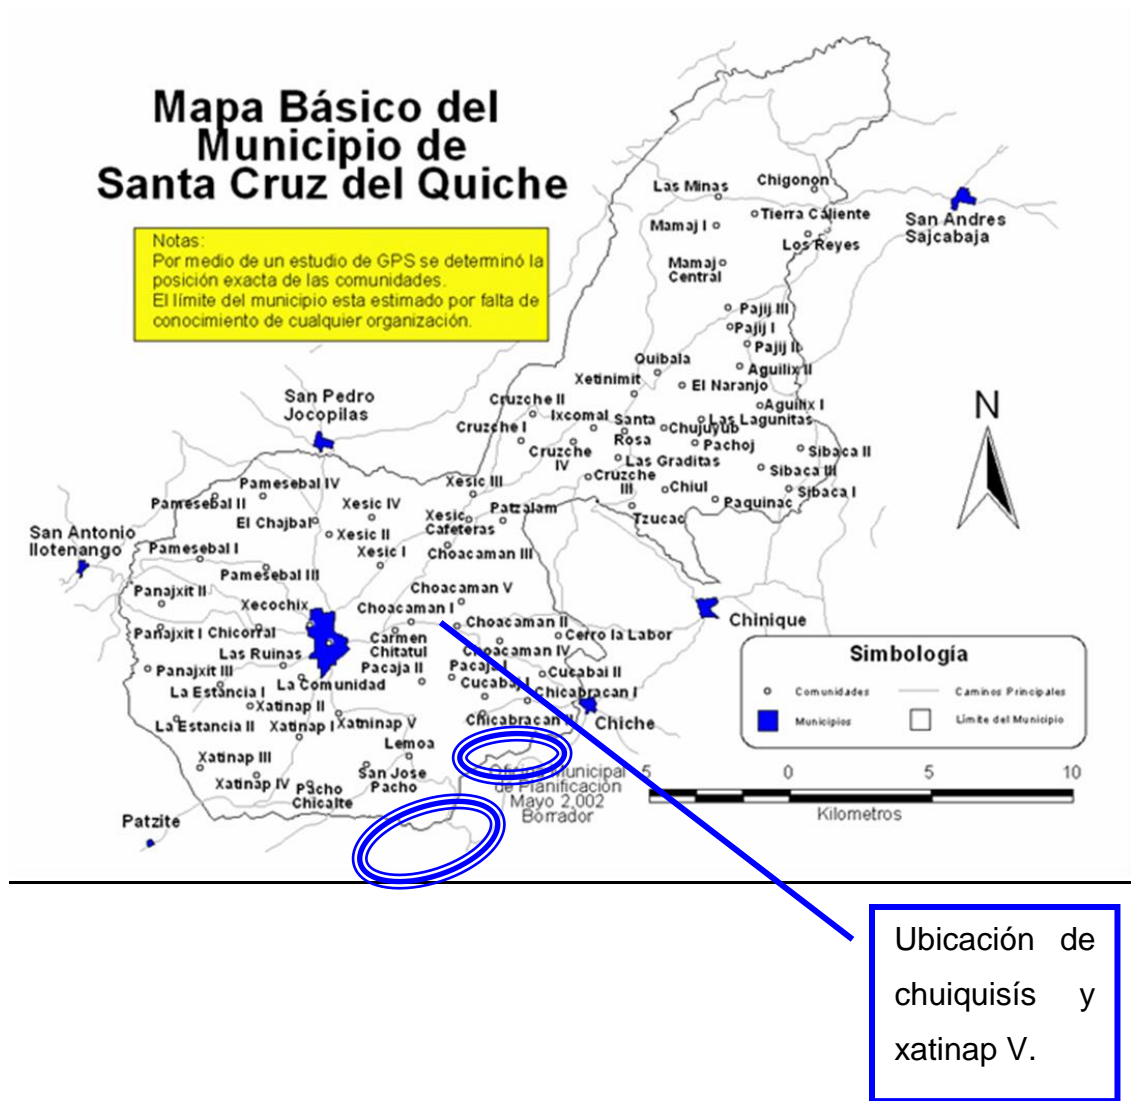 Mapa Básico del
Municipio de
Santa Cruz del Quiche
Notas:
Por medio de un estudio de GPS se determinó la
posición exacta de las comunidades.
El límite del municipio esta estimado por falta de
conocimiento de cualquier organización.
Las Minas
Chigonon
Tierra Caliente
San Andres
Sajcabaja
Mamaj I
Los Reyes
Mamaj
Central
Pajij III
Pajij I
Pajij II
Quibala
Aguilix II
Xetinimit
El Naranjo
San Pedro
Jocopilas
Cruzche II
Aguilix I
Ixcomal
Santa
Rosa
Las Lagunitas
Chujuyub
Cruzche I
Pachoj
Cruzche
IV
Sibaca II
Las Graditas
Sibaca III
Cruzche
III
Chiul
Sibaca I
Paquinac
Tzucac
N
Pamesebal IV
Xesic III
Pamesebal II
Xesic IV
Patzalam
Xesic
Cafeteras
El Chajbal
Xesic II
San Antonio
Ilotenango
Pamesebal I
Xesic I
Choacaman III
Pamesebal III
Panajxit II
Choacaman V
Xecochix
Choacaman I
Chinique
Panajxit I
Chicorral
Choacaman II
Carmen
Chitatul
Cerro la Labor
Las Ruinas
Choacaman IV
Panajxit III
Pacaja II
Pacaja I
Cucabai II
La Comunidad
Cucabaj I
La Estancia I
Chicabracan I
Xatinap II
La Estancia II
Xatinap I
Xatninap V
Chicabracan II
Chiche
Lemoa
Xatinap III
San Jose
Pacho
Xatinap IV
Pacho
Chicalte
Patzite
Oficina Municipal
de Planificación
Mayo 2,002
Borrador
Simbología
Comunidades
Caminos Principales
Municipios
Límite del Municipio
5 0 5 10
Kilometros
Ubicación de
chuiquisís y
xatinap V.